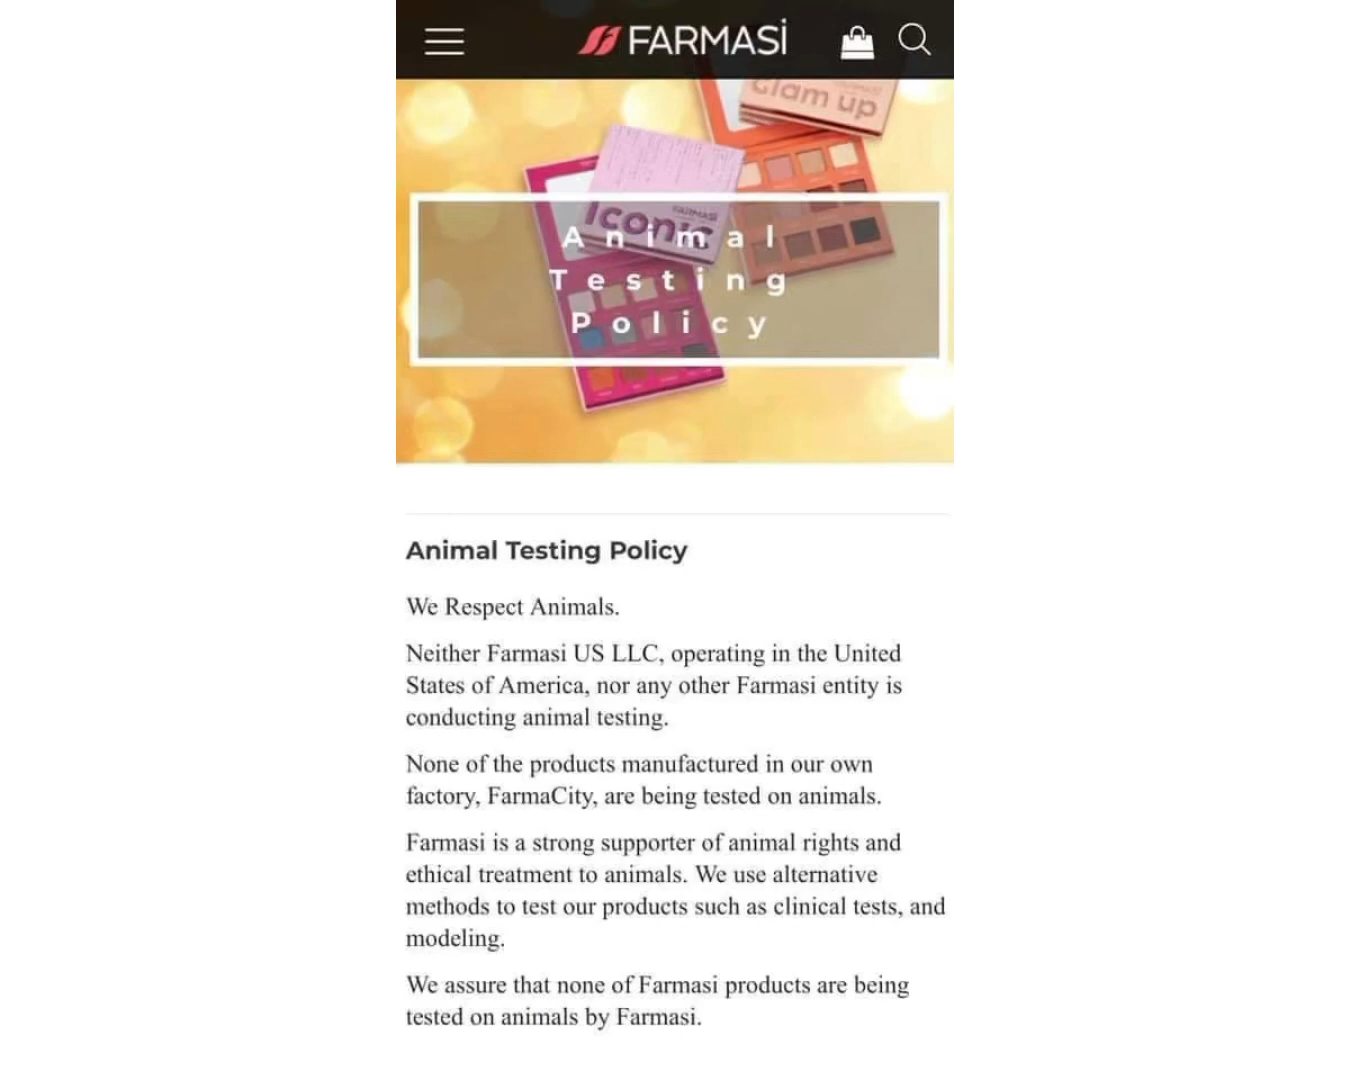 FARMASİ
Glam up
FARMASİ
Iconic
Animal
Testing
Policy
Animal Testing Policy
We Respect Animals.
Neither Farmasi US LLC, operating in the United
States of America, nor any other Farmasi entity is
conducting animal testing.
None of the products manufactured in our own
factory, FarmaCity, are being tested on animals.
Farmasi is a strong supporter of animal rights and
ethical treatment to animals. We use alternative
methods to test our products such as clinical tests, and
modeling.
We assure that none of Farmasi products are being
tested on animals by Farmasi.